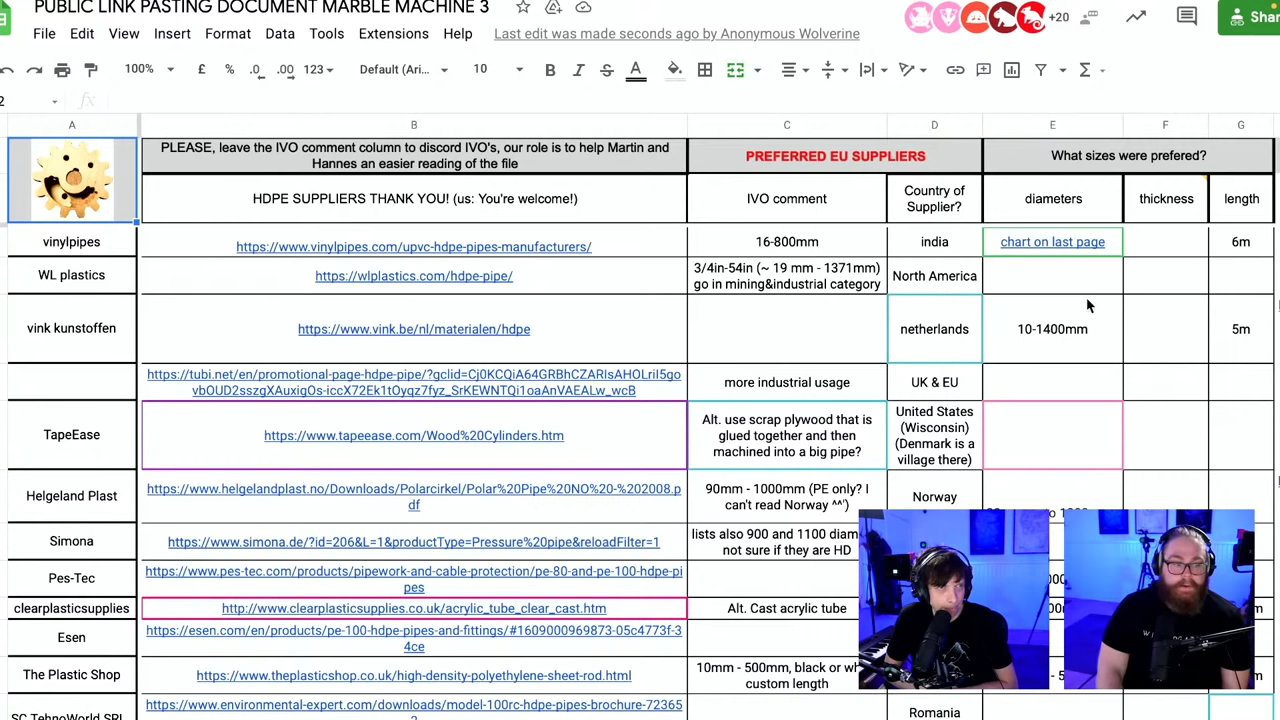 PUBLIC LINK PASTING DOCUMENT MARBLE MACHINE 3
+20
Shar
File Edit View Insert Format Data Tools Extensions Help Last edit was made seconds ago by Anonymous Wolverine
100% £ % .0 .00 123 Default (Ari... 10 B I S A
2 fx
A B C D E F G
PLEASE, leave the IVO comment column to discord IVO's, our role is to help Martin and
Hannes an easier reading of the file
PREFERRED EU SUPPLIERS
What sizes were prefered?
HDPE SUPPLIERS THANK YOU! (us: You're welcome!)
IVO comment
Country of
Supplier?
diameters
thickness
length
vinylpipes
https://www.vinylpipes.com/upvc-hdpe-pipes-manufacturers/
16-800mm
india
chart on last page
6m
WL plastics
https://wlplastics.com/hdpe-pipe/
3/4in-54in (~ 19 mm - 1371mm)
go in mining&industrial category
North America
vink kunstoffen
https://www.vink.be/nl/materialen/hdpe
netherlands
10-1400mm
5m
https://tubi.net/en/promotional-page-hdpe-pipe/?gclid=Cj0KCQiA64GRBhCZARIsAHOLriI5go
vbOUD2sszgXAuxigOs-iccX72Ek1tOyqz7fyz_SrKEWNTQi1oaAnVAEALw_wcB
more industrial usage
UK & EU
TapeEase
https://www.tapeease.com/Wood%20Cylinders.htm
Alt. use scrap plywood that is
glued together and then
machined into a big pipe?
United States
(Wisconsin)
(Denmark is a
village there)
Helgeland Plast
https://www.helgelandplast.no/Downloads/Polarcirkel/Polar%20Pipe%20NO%20-%202008.p
df
90mm - 1000mm (PE only? I
can't read Norway ^^')
Norway
Simona
https://www.simona.de/?id=206&L=1&productType=Pressure%20pipe&reloadFilter=1
lists also 900 and 1100 diam
not sure if they are HD
Pes-Tec
https://www.pes-tec.com/products/pipework-and-cable-protection/pe-80-and-pe-100-hdpe-pi
pes
clearplasticsupplies
http://www.clearplasticsupplies.co.uk/acrylic_tube_clear_cast.htm
Alt. Cast acrylic tube
Esen
https://esen.com/en/products/pe-100-hdpe-pipes-and-fittings/#1609000969873-05c4773f-3
4ce
The Plastic Shop
https://www.theplasticshop.co.uk/high-density-polyethylene-sheet-rod.html
10mm - 500mm, black or wh
custom length
SC TehnoWorld SRL
https://www.environmental-expert.com/downloads/model-100rc-hdpe-pipes-brochure-72365
Romania